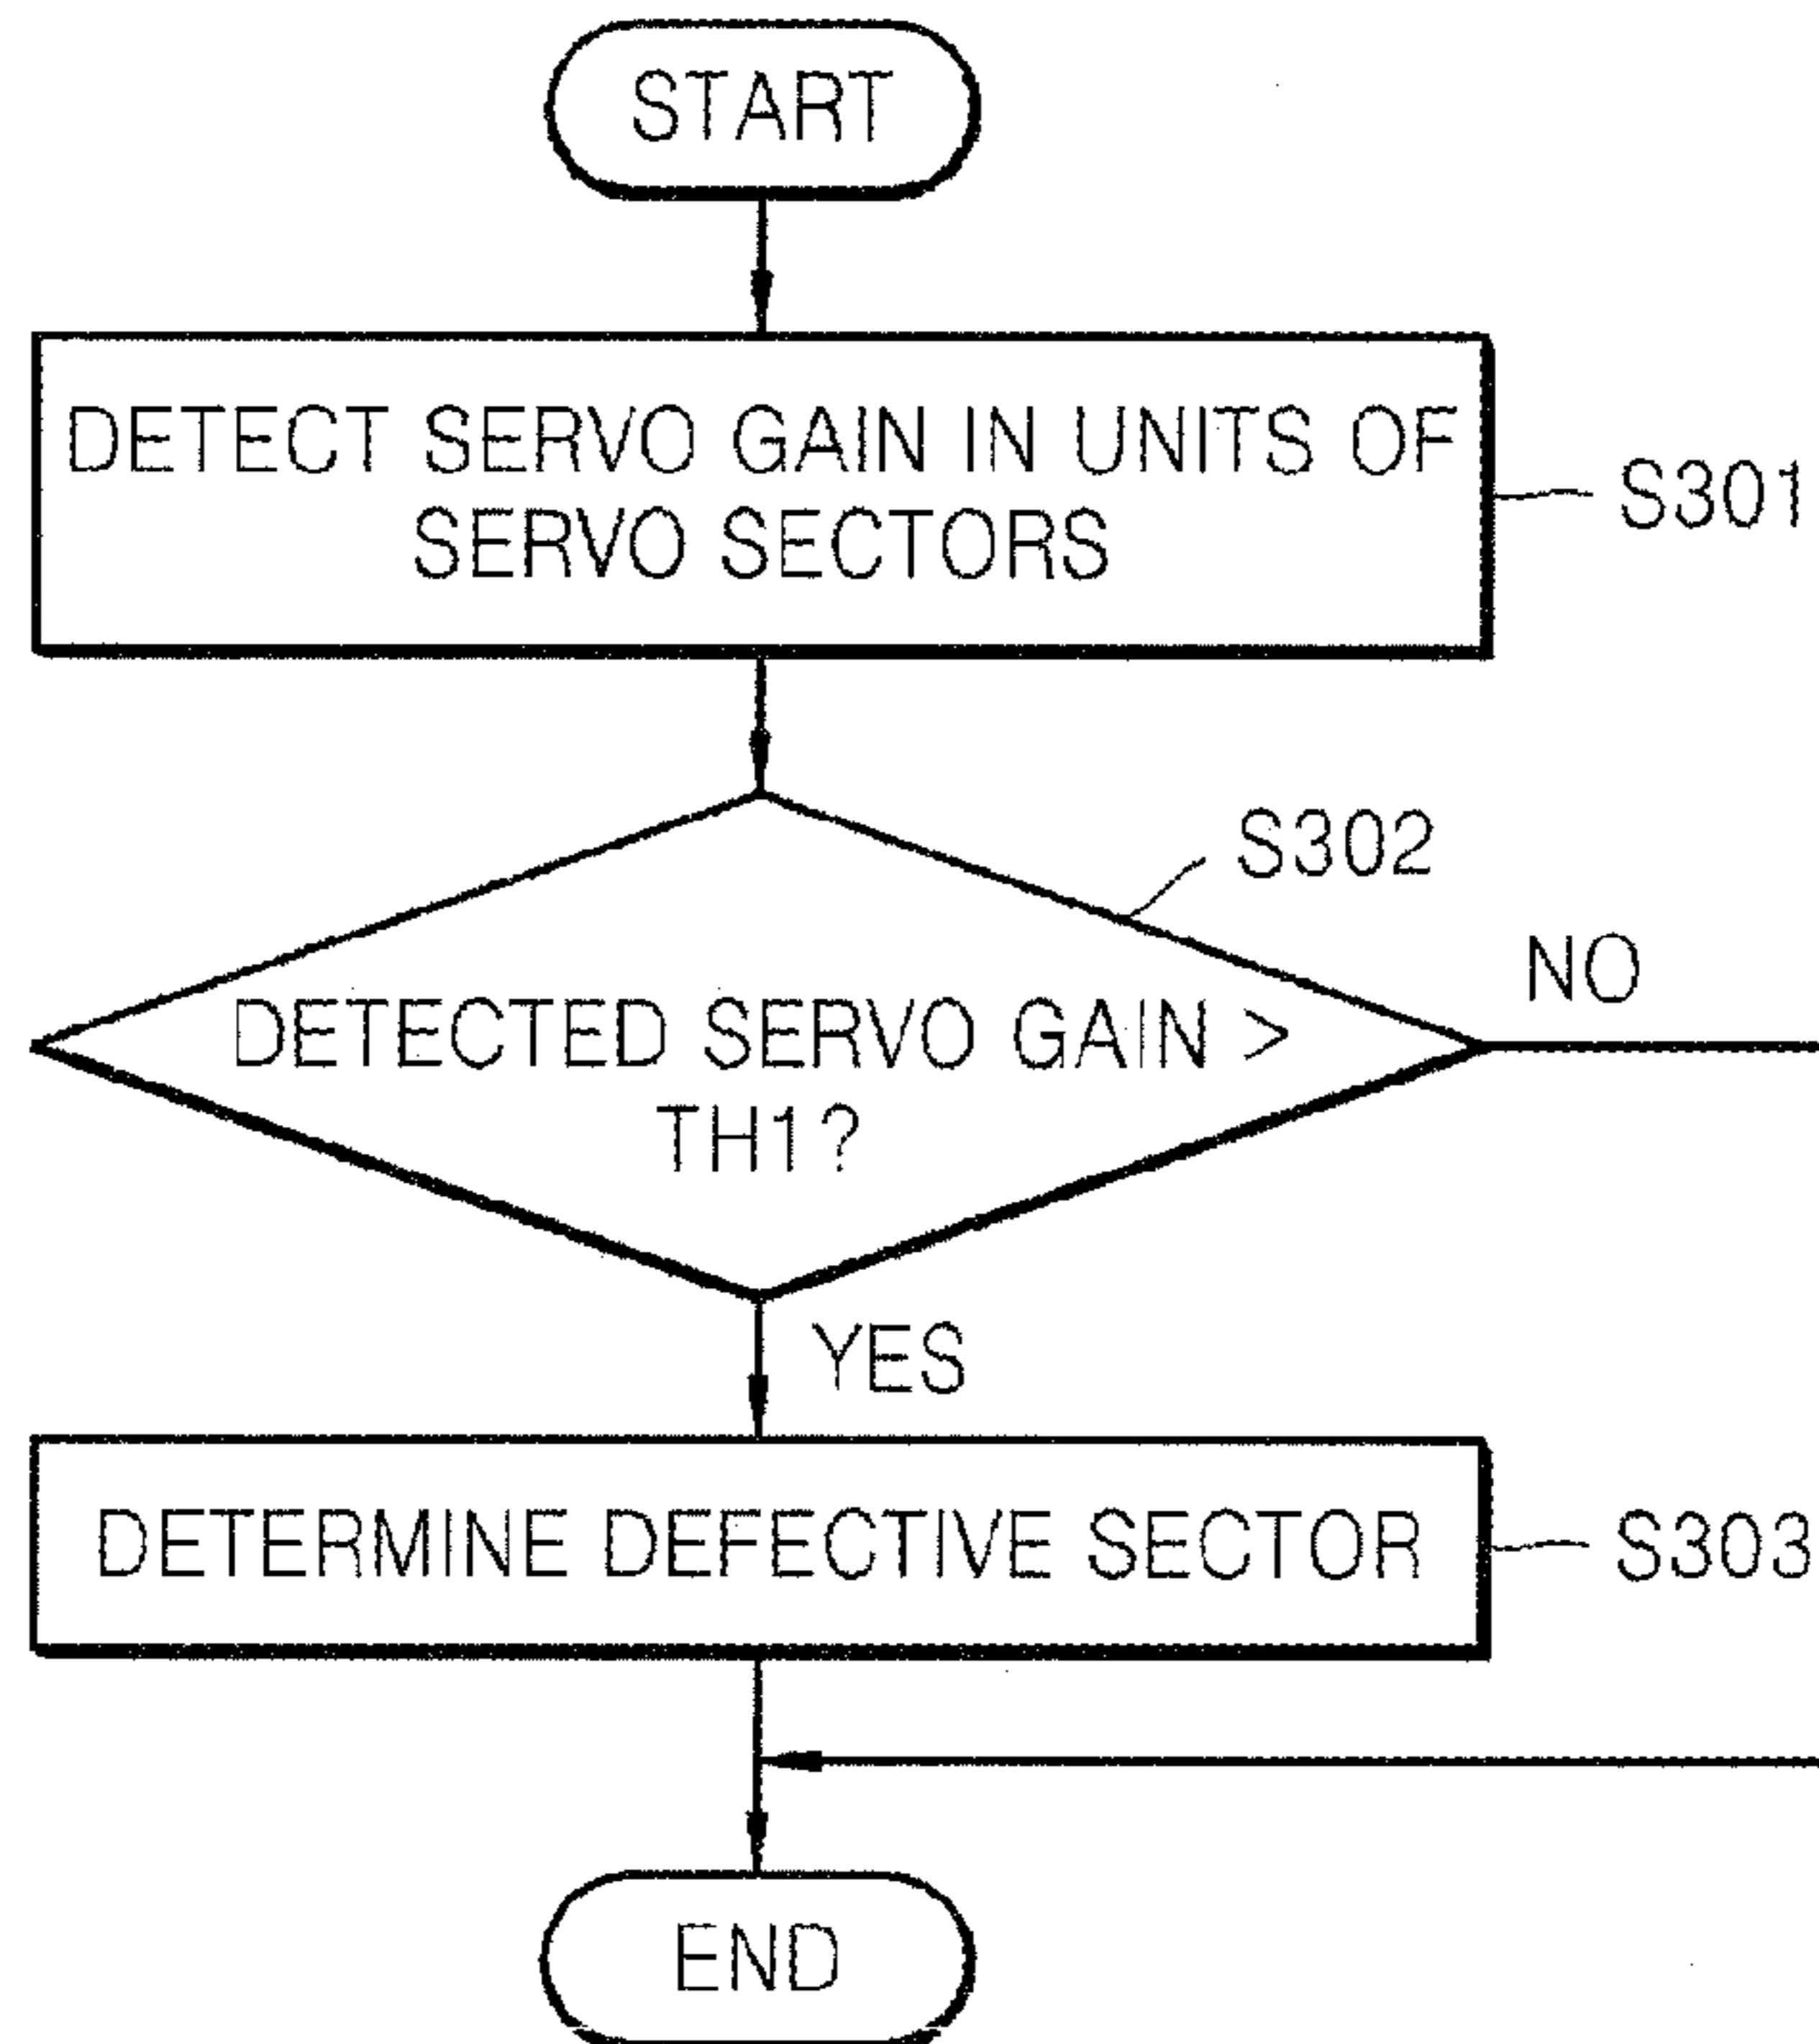 START
DETECT SERVO GAIN IN UNITS OF
SERVO SECTORS
S301
S302
NO
DETECTED SERVO GAIN >
TH1?
YES
DETERMINE DEFECTIVE SECTOR
S303
END